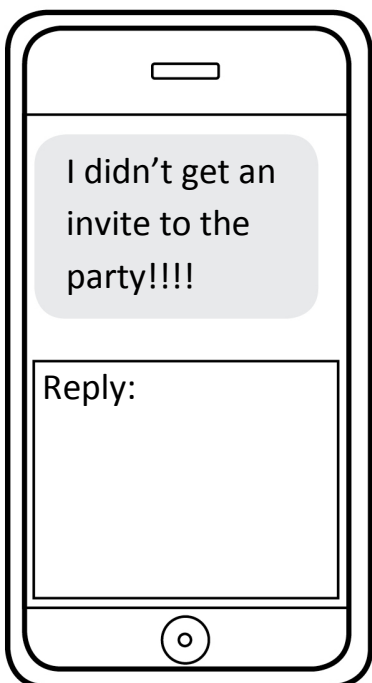 I didn’t get an
invite to the
party!!!!
Reply: